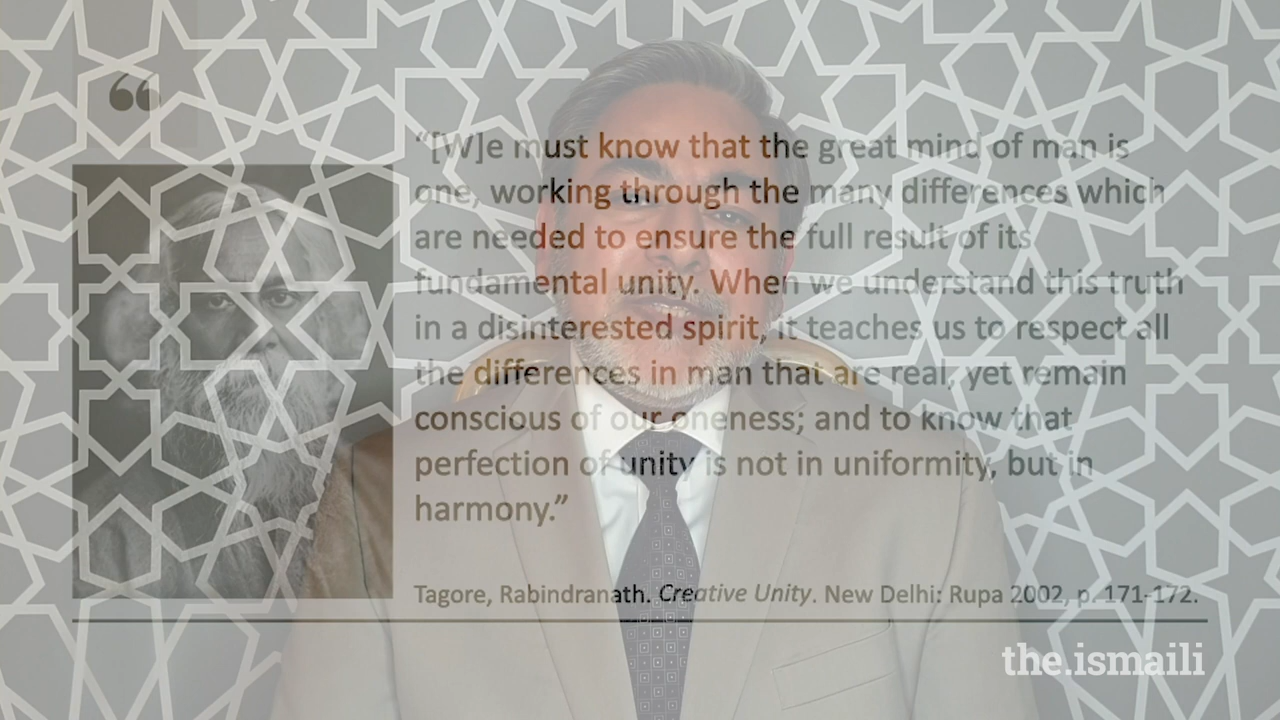 “[W]e must know that the great mind of man is
one, working through the many differences which
are needed to ensure the full result of its
fundamental unity. When we understand this truth
in a disinterested spirit, it teaches us to respect all
the differences in man that are real, yet remain
conscious of our oneness; and to know that
perfection of unity is not in uniformity, but in
harmony.”
Tagore, Rabindranath. Creative Unity. New Delhi: Rupa 2002, p. 171-172.
the.ismaili